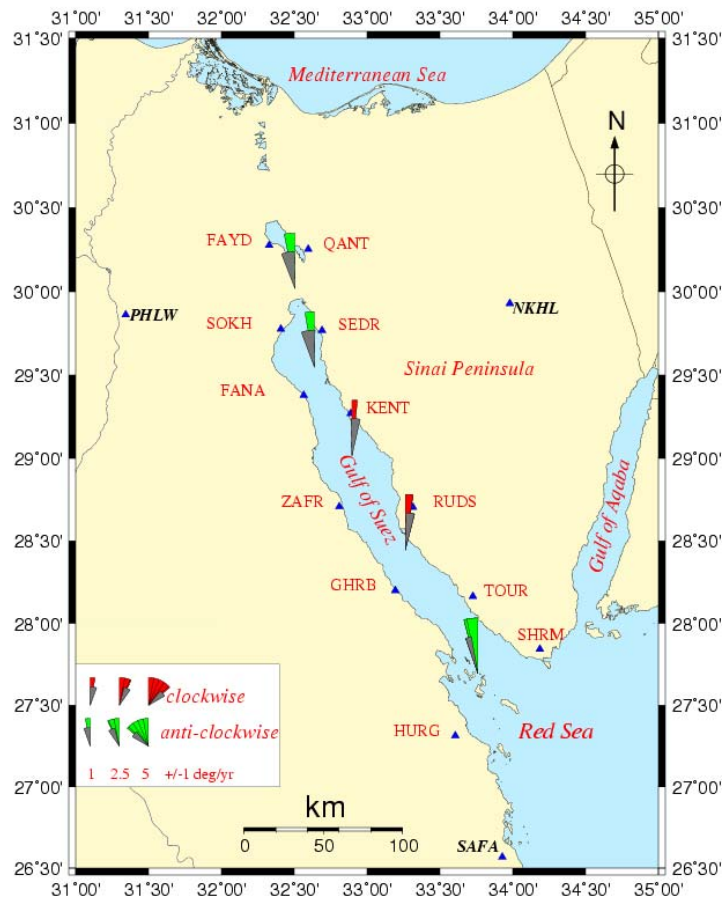 31°00' 31°30' 32°00' 32°30' 33°00' 33°30' 34°00' 34°30' 35°00'
31°30' 31°30'
Mediterranean Sea
31°00' 31°00'
N
30°30' 30°30'
FAYD QANT
30°00' 30°00'
PHLW NKHL
SOKH SEDR
29°30' Sinai Peninsula 29°30'
FANA
KENT
29°00' 29°00'
Gulf of Suez
Gulf of Aqaba
ZAFR RUDS
28°30' 28°30'
GHRB TOUR
28°00' 28°00'
SHRM
27°30' 27°30'
clockwise
anti-clockwise
HURG Red Sea
1 2.5 5 +/-1 deg/yr
27°00' 27°00'
km
0 50 100
SAFA
26°30' 26°30'
31°00' 31°30' 32°00' 32°30' 33°00' 33°30' 34°00' 34°30' 35°00'